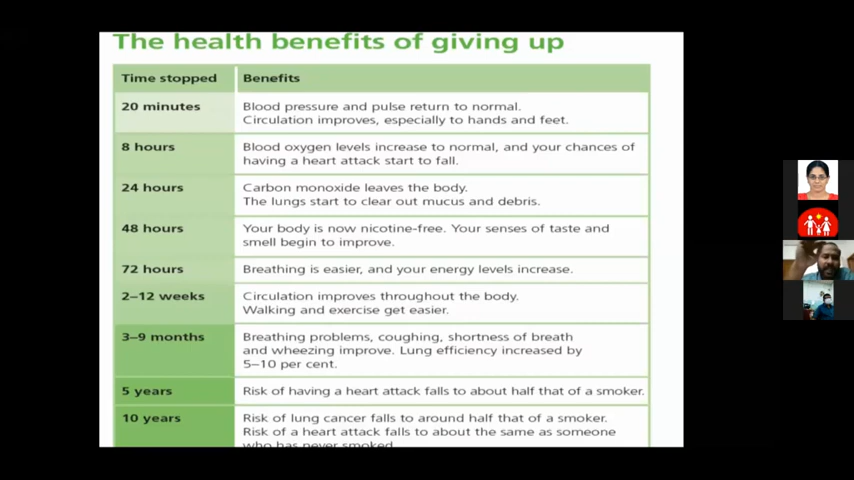 The health benefits of giving up
Time stopped
Benefits
20 minutes
Blood pressure and pulse return to normal.
Circulation improves, especially to hands and feet.
8 hours
Blood oxygen levels increase to normal, and your chances of
having a heart attack start to fall.
24 hours
Carbon monoxide leaves the body.
The lungs start to clear out mucus and debris.
48 hours
Your body is now nicotine-free. Your senses of taste and
smell begin to improve.
72 hours
Breathing is easier, and your energy levels increase.
2–12 weeks
Circulation improves throughout the body.
Walking and exercise get easier.
3–9 months
Breathing problems, coughing, shortness of breath
and wheezing improve. Lung efficiency increased by
5–10 per cent.
5 years
Risk of having a heart attack falls to about half that of a smoker.
10 years
Risk of lung cancer falls to around half that of a smoker.
Risk of a heart attack falls to about the same as someone
who has never smoked.